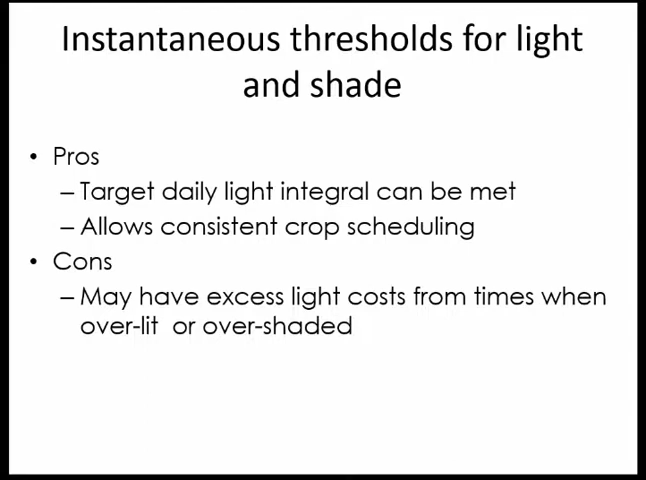 Instantaneous thresholds for light
and shade
• Pros
– Target daily light integral can be met
– Allows consistent crop scheduling
• Cons
– May have excess light costs from times when
over-lit or over-shaded